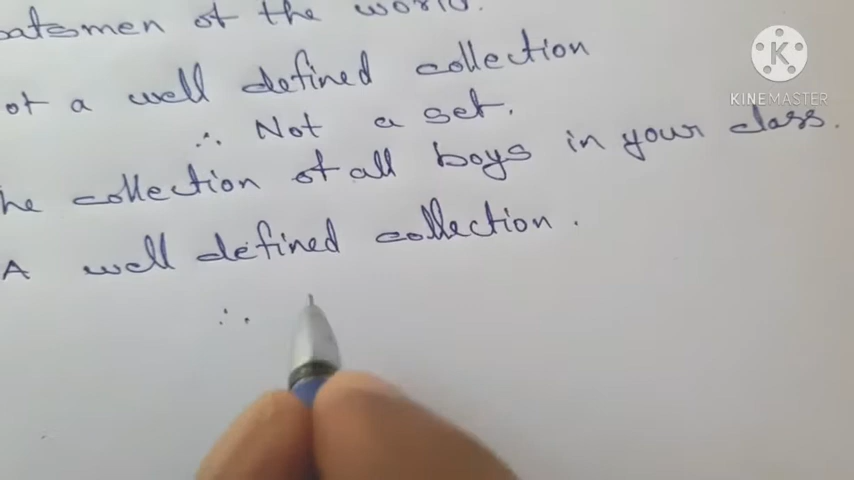 batsmen of the world.
ot a well defined collection
∴ Not a set.
he collection of all boys in your class.
A well defined collection.
∴
K
KINEMASTER